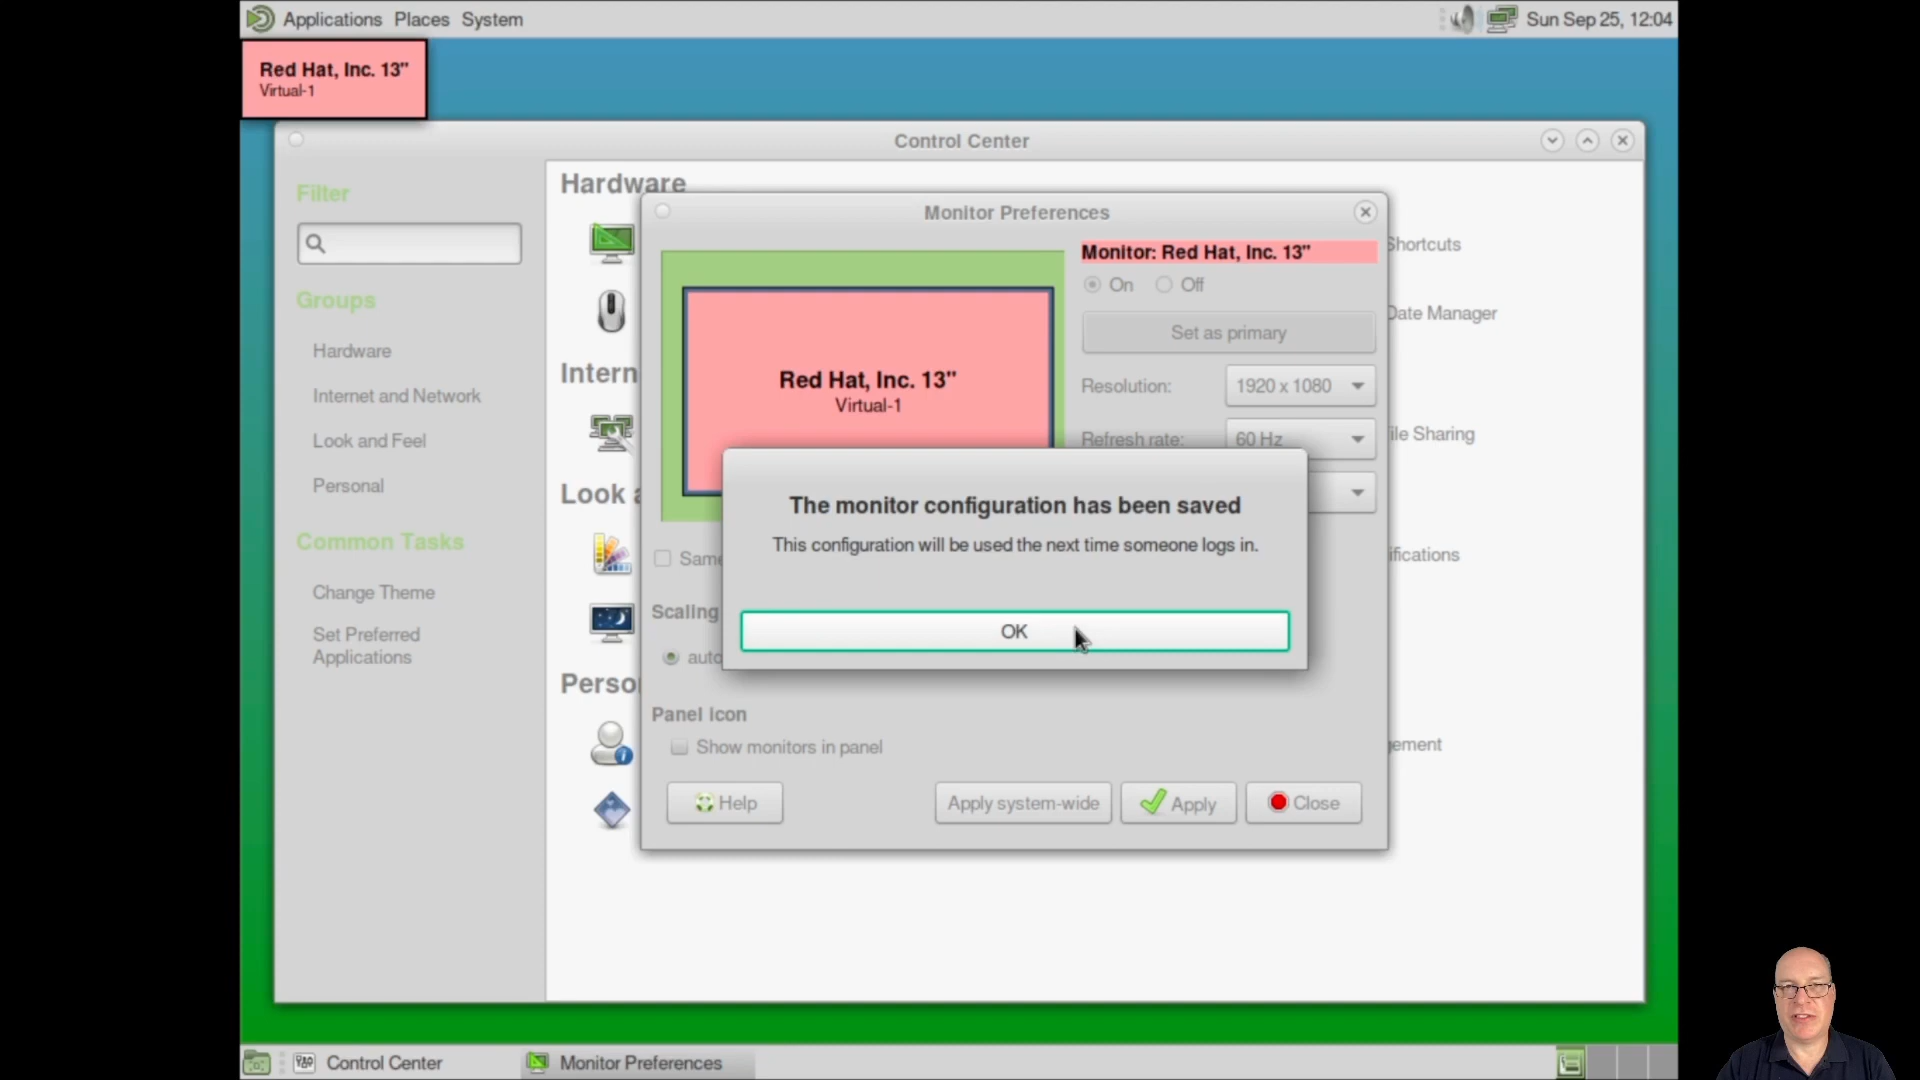 Applications Places System
Sun Sep 25, 12:04
Red Hat, Inc. 13"
Virtual-1
Control Center
Filter
Groups
Hardware
Internet and Network
Look and Feel
Personal
Common Tasks
Change Theme
Set Preferred
Applications
Hardware
Intern
Look a
Perso
Shortcuts
Date Manager
ile Sharing
ifications
gement
Monitor Preferences
Red Hat, Inc. 13"
Virtual-1
Monitor: Red Hat, Inc. 13"
On Off
Set as primary
Resolution: 1920 x 1080
Refresh rate: 60 Hz
Same
Scaling
auto
Panel icon
Show monitors in panel
Help Apply system-wide Apply Close
The monitor configuration has been saved
This configuration will be used the next time someone logs in.
OK
Control Center
Monitor Preferences